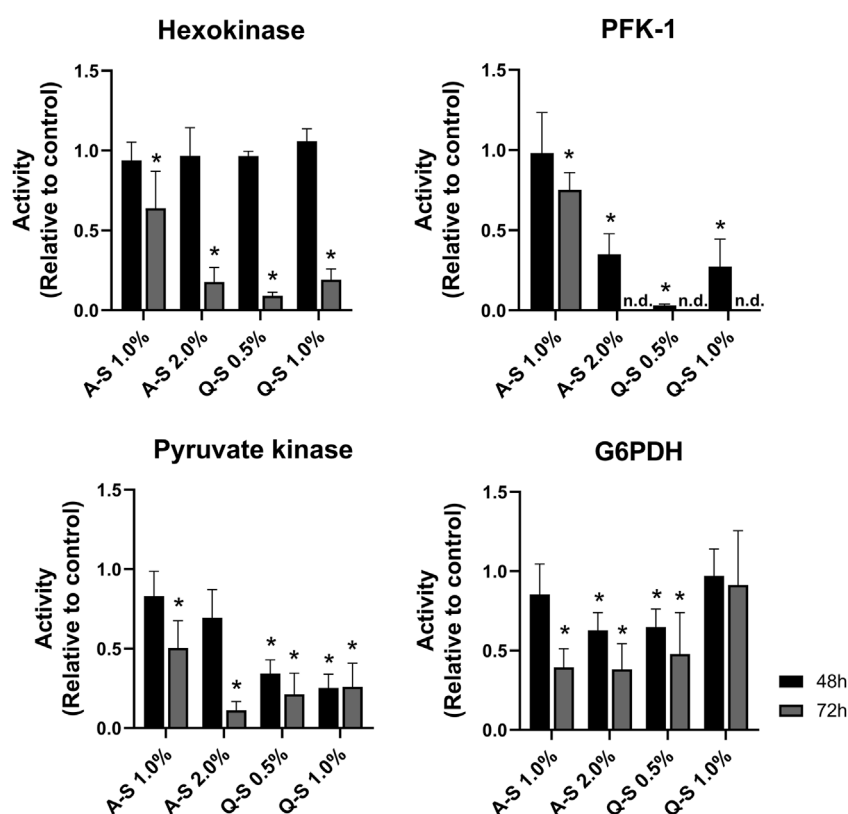 Hexokinase
Activity
(Relative to control)
1.5
1.0
0.5
0.0
*
*
*
*
A-S 1.0%
A-S 2.0%
Q-S 0.5%
Q-S 1.0%
PFK-1
Activity
(Relative to control)
1.5
1.0
0.5
0.0
*
*
n.d.
*
n.d.
*
n.d.
A-S 1.0%
A-S 2.0%
Q-S 0.5%
Q-S 1.0%
Pyruvate kinase
Activity
(Relative to control)
1.5
1.0
0.5
0.0
*
*
*
*
*
*
A-S 1.0%
A-S 2.0%
Q-S 0.5%
Q-S 1.0%
G6PDH
Activity
(Relative to control)
1.5
1.0
0.5
0.0
*
*
*
*
*
A-S 1.0%
A-S 2.0%
Q-S 0.5%
Q-S 1.0%
48h
72h